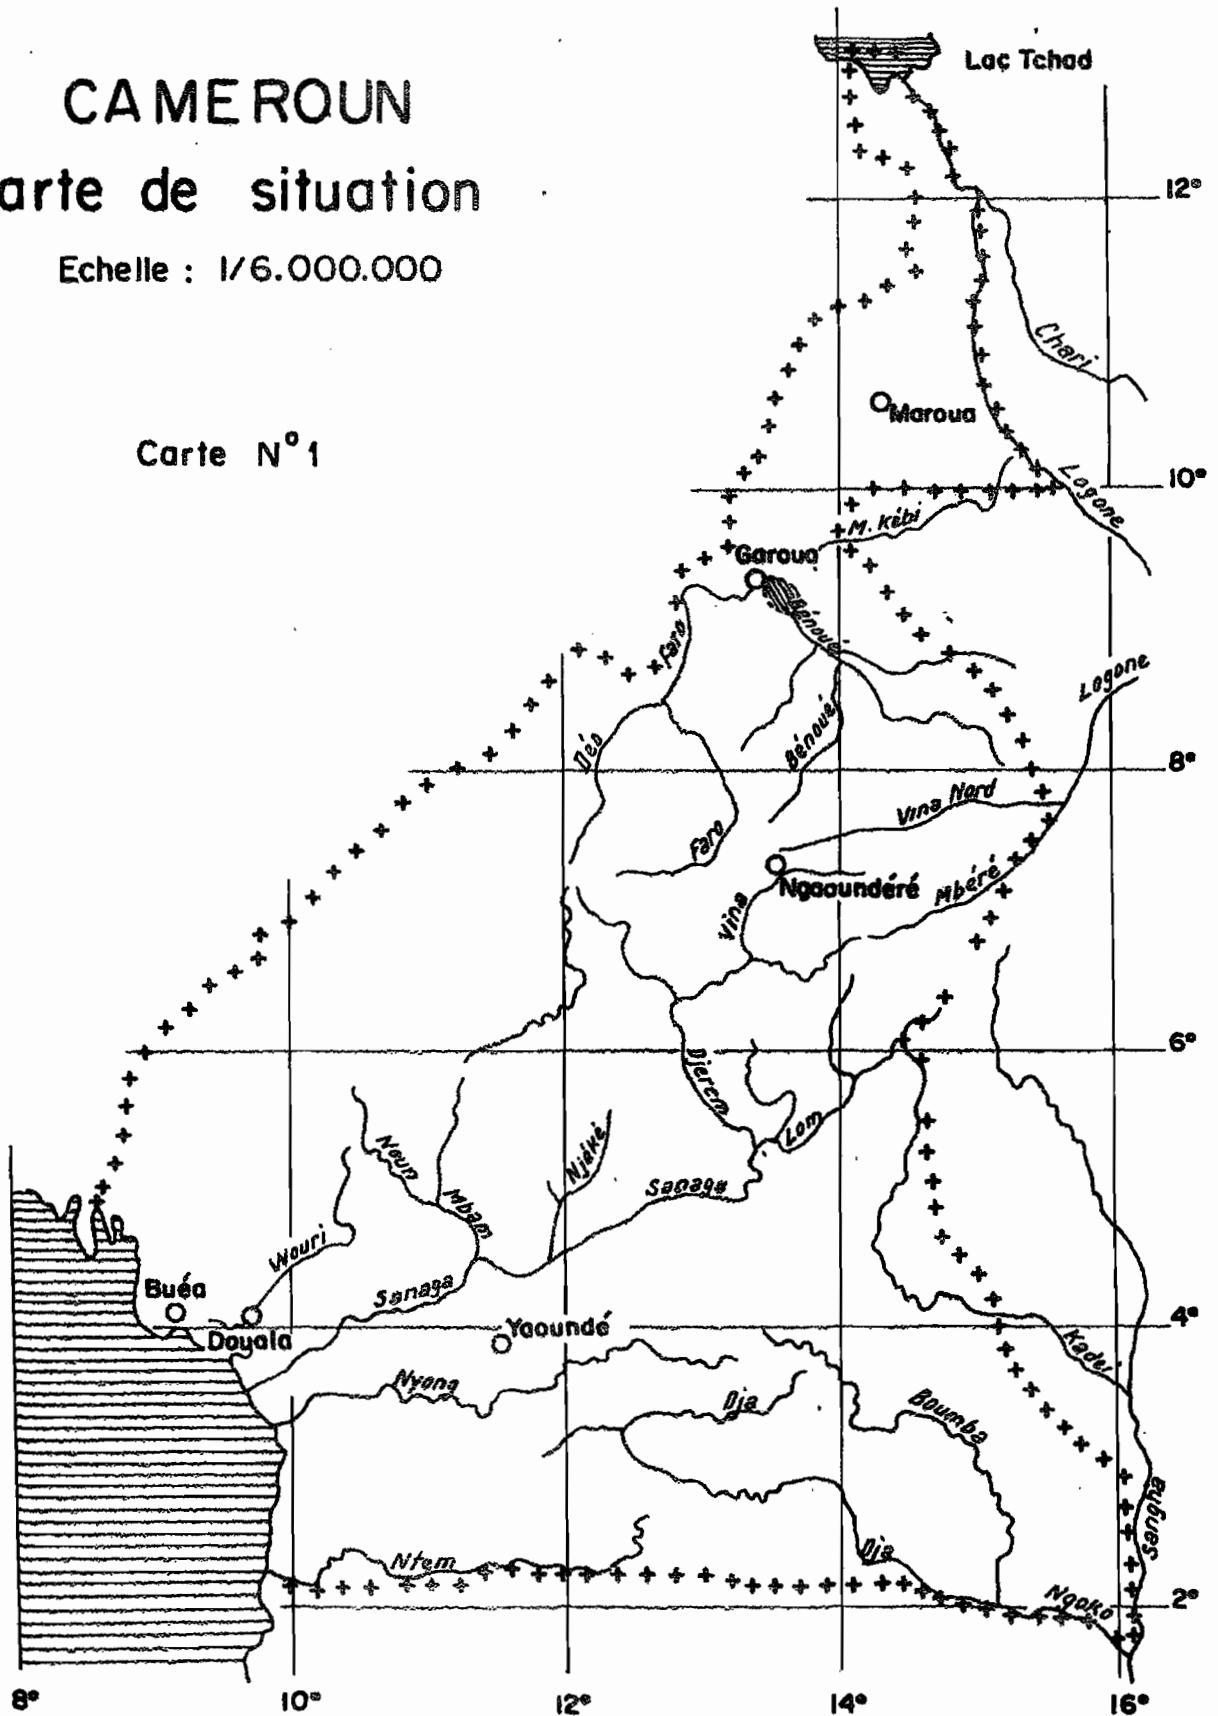 Lac Tchad
CAMEROUN
arte de situation
Echelle : 1/6.000.000
12°
Chari
Maroua
Carte N° 1
10°
Logone
M. Kébi
Garoua
Bénoué
Faro
Logone
Déo
Bénoué
8°
Vina Nord
Faro
Ngaoundéré
Mbéré
Vina
6°
Djerem
Lom
Noun
Njéké
Mbam
Sanaga
Wouri
Buéa
Sanaga
Doyala
Yaoundé
4°
Kadeï
Nyong
Dja
Boumba
Sangha
Ntem
Dja
Ngoko
2°
8°
10°
12°
14°
16°